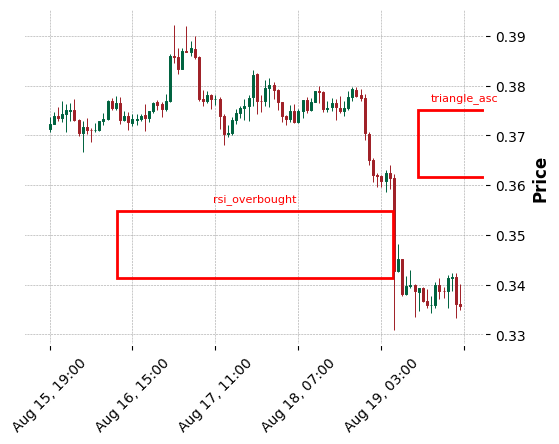 0.39
0.38
triangle_asc
0.37
0.36
Price
rsi_overbought
0.35
0.34
0.33
Aug 15, 19:00
Aug 16, 15:00
Aug 17, 11:00
Aug 18, 07:00
Aug 19, 03:00